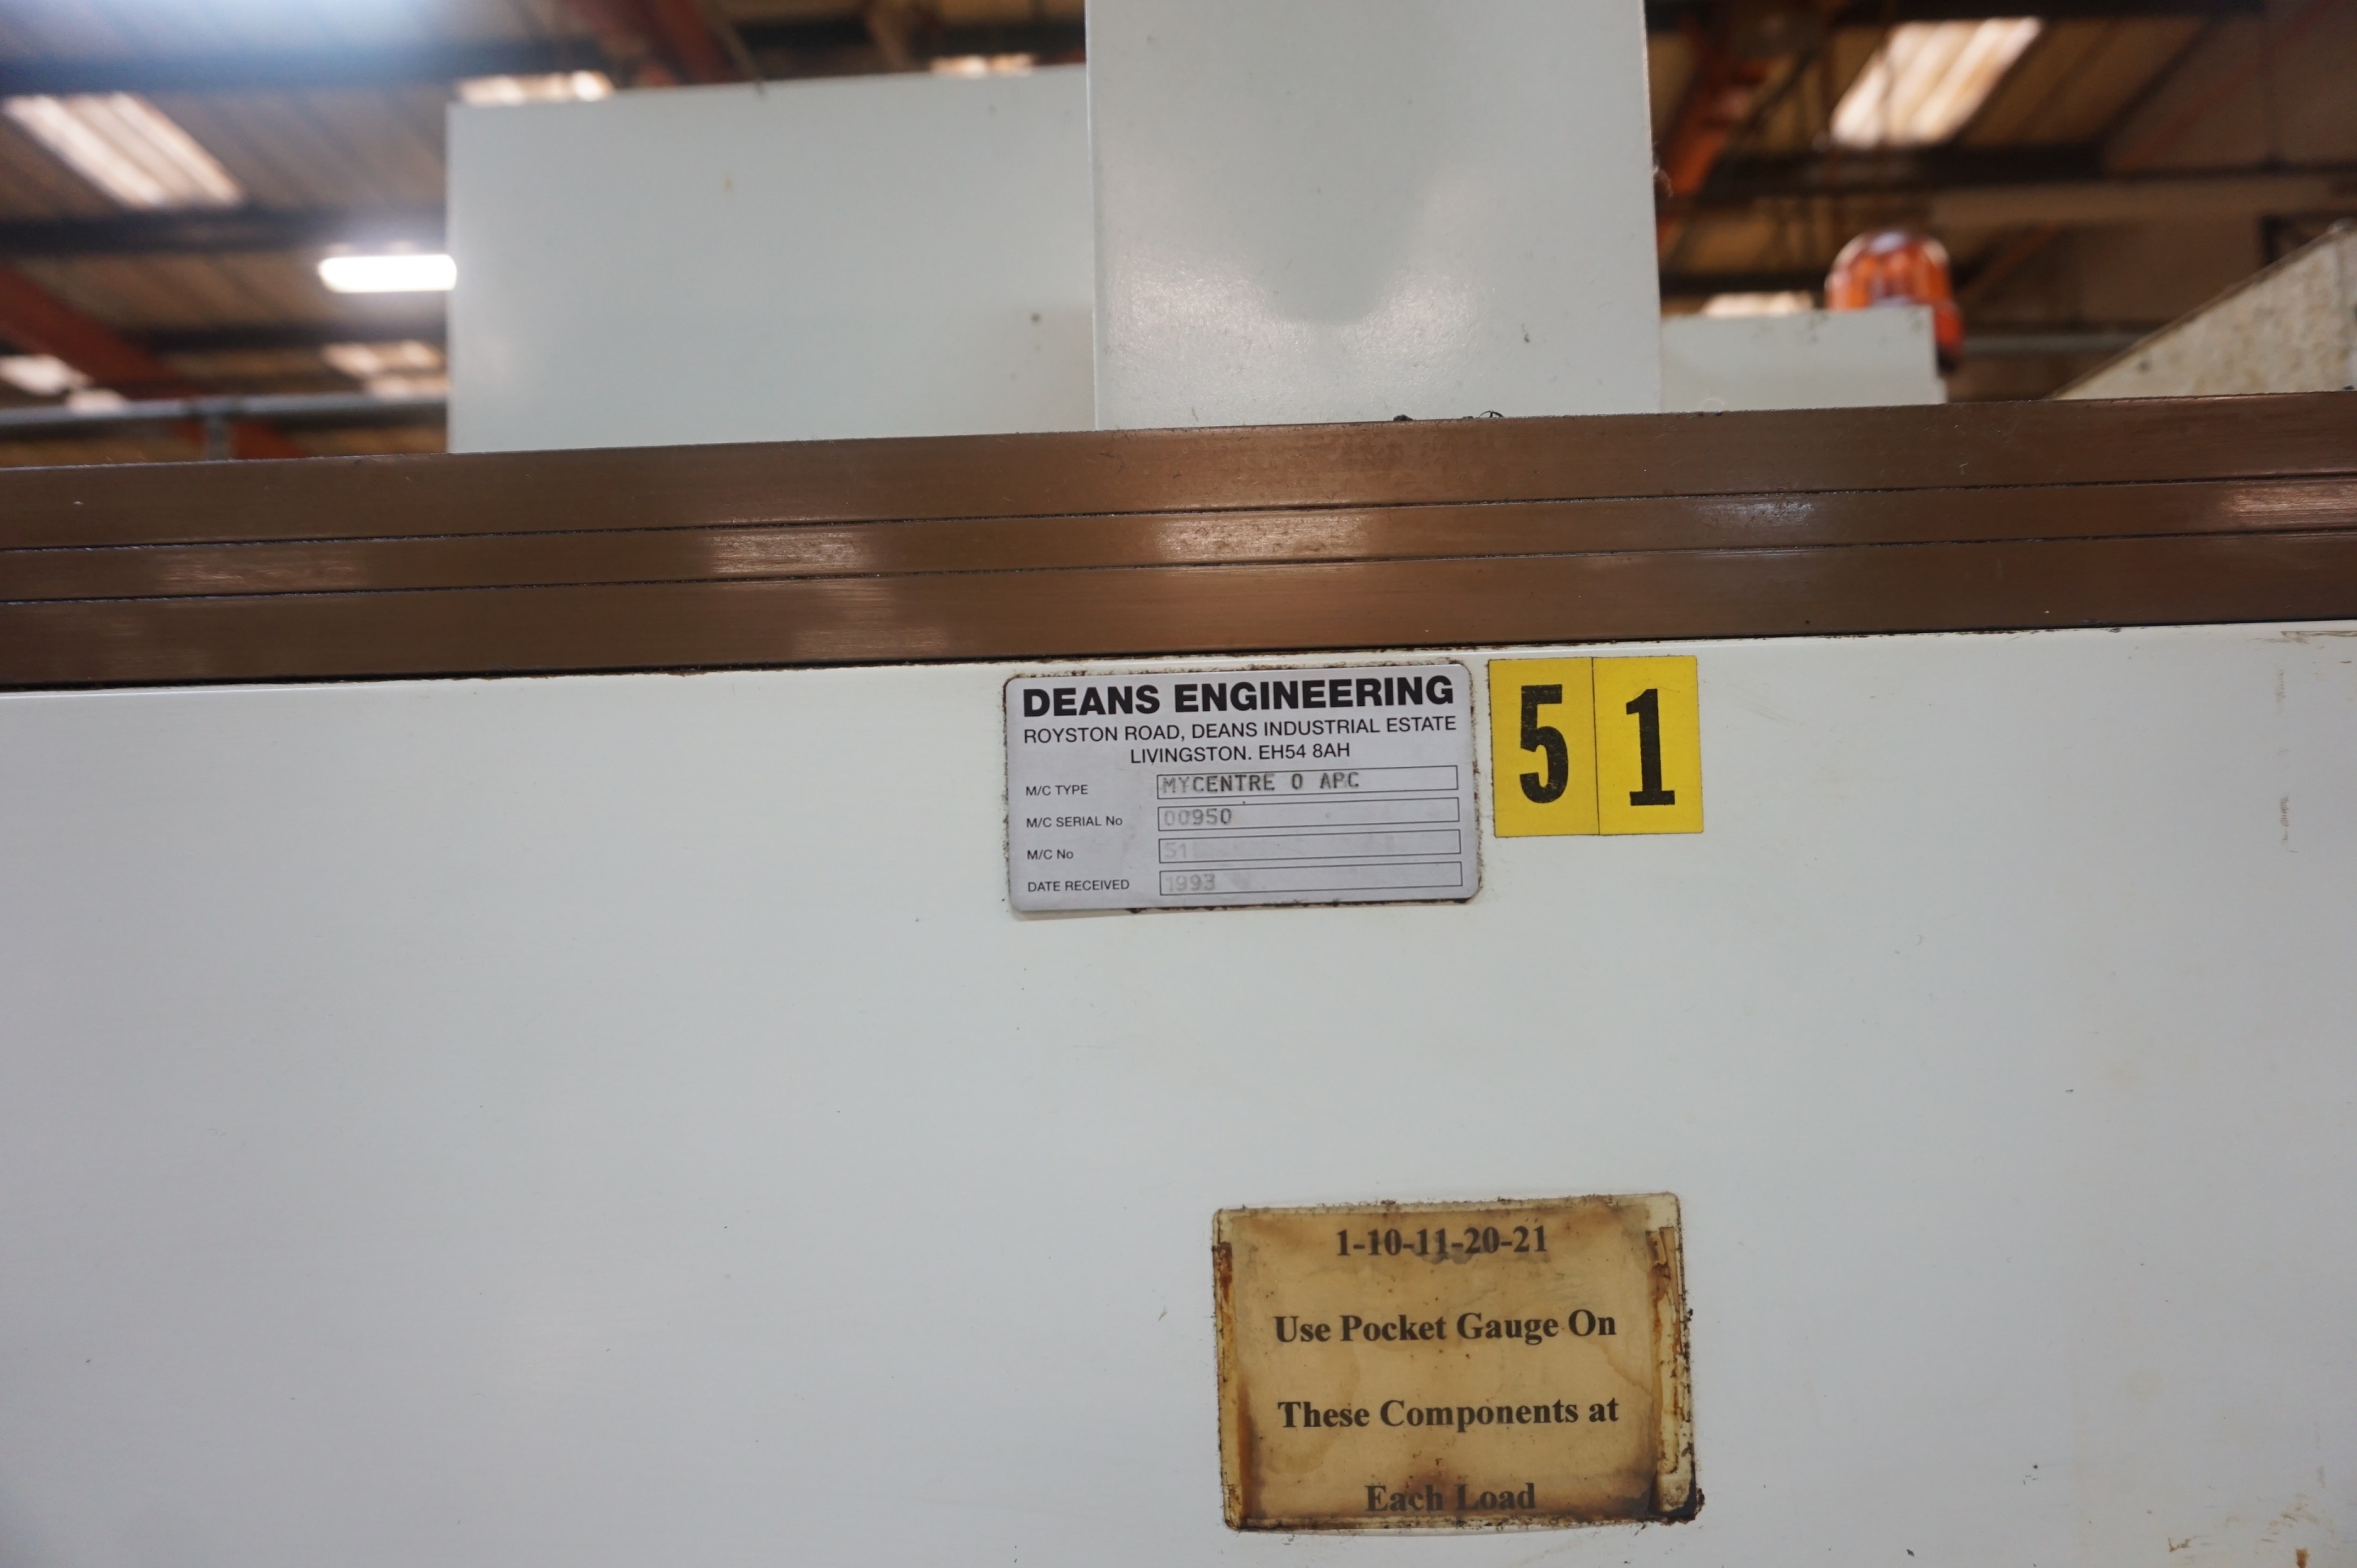 DEANS ENGINEERING
ROYSTON ROAD, DEANS INDUSTRIAL ESTATE
LIVINGSTON. EH54 8AH
M/C TYPE MYCENTRE 0 APC
M/C SERIAL No 00950
M/C No 51
DATE RECEIVED 1993
51
1-10-11-20-21
Use Pocket Gauge On
These Components at
Each Load